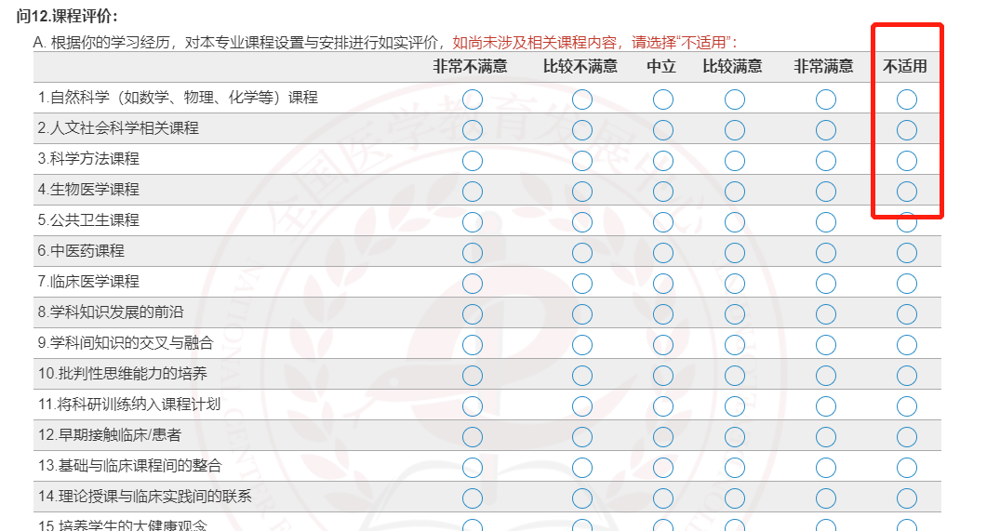 问12.课程评价：
A. 根据你的学习经历，对本专业课程设置与安排进行如实评价，如尚未涉及相关课程内容，请选择“不适用”：
非常不满意 比较不满意 中立 比较满意 非常满意 不适用
1.自然科学（如数学、物理、化学等）课程
2.人文社会科学相关课程
3.科学方法课程
4.生物医学课程
5.公共卫生课程
6.中医药课程
7.临床医学课程
8.学科知识发展的前沿
9.学科间知识的交叉与融合
10.批判性思维能力的培养
11.将科研训练纳入课程计划
12.早期接触临床/患者
13.基础与临床课程间的整合
14.理论授课与临床实践间的联系
15.培养学生的大健康观念
全国医学教育发展中心